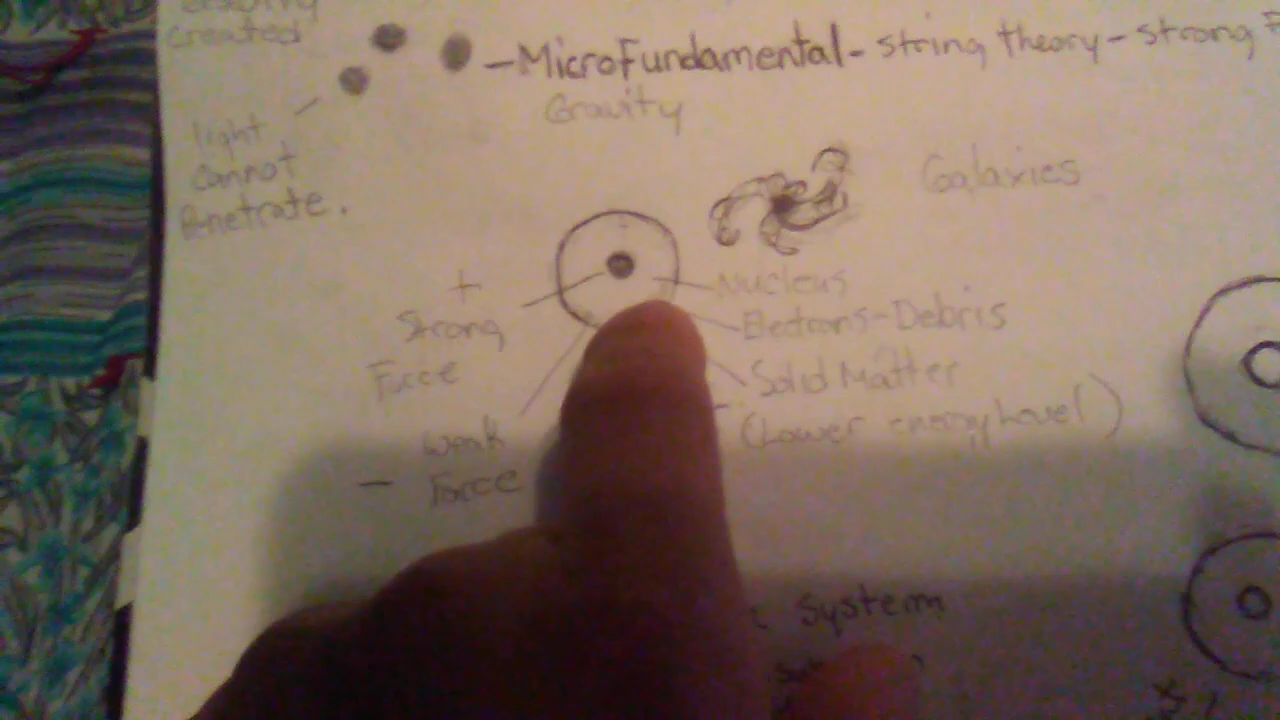 created
- MicroFundamental - string theory - strong
Gravity
light
cannot
Penetrate.
Galaxies
+
Strong
Force
Nucleus
Electrons - Debris
Solid Matter
(Lower energy Level)
weak
- Force
System